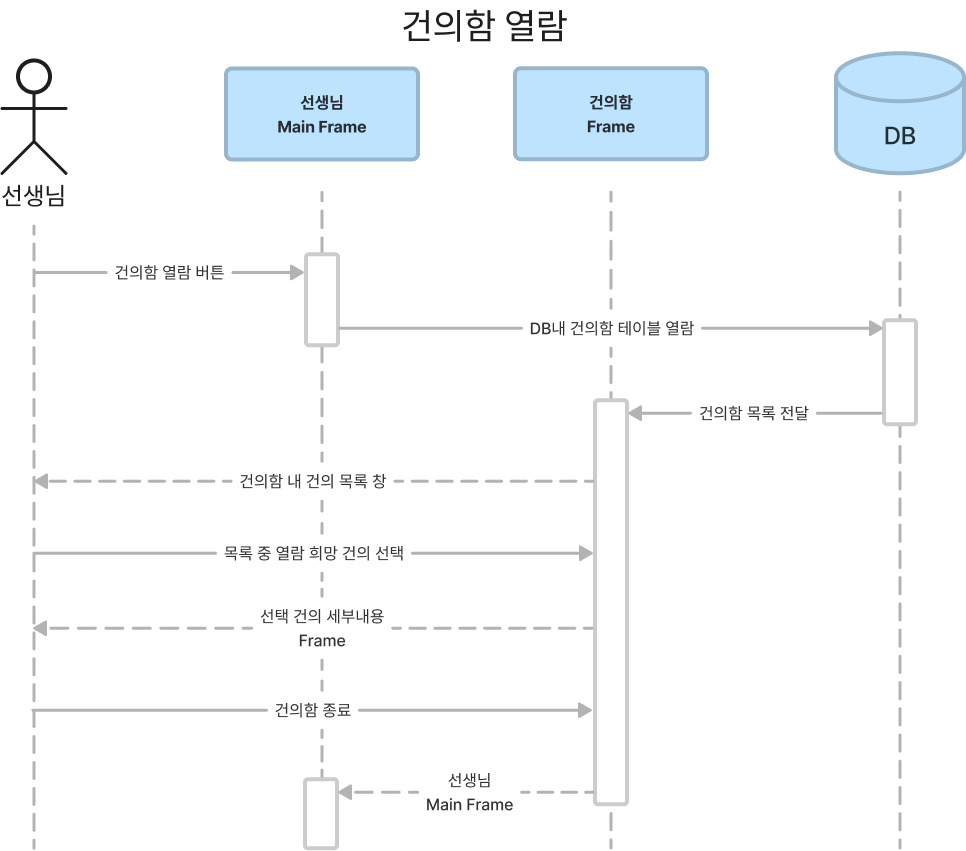 건의함 열람
선생님
Main Frame
건의함
Frame
DB
선생님
건의함 열람 버튼
DB내 건의함 테이블 열람
건의함 목록 전달
건의함 내 건의 목록 창
목록 중 열람 희망 건의 선택
선택 건의 세부내용
Frame
건의함 종료
선생님
Main Frame